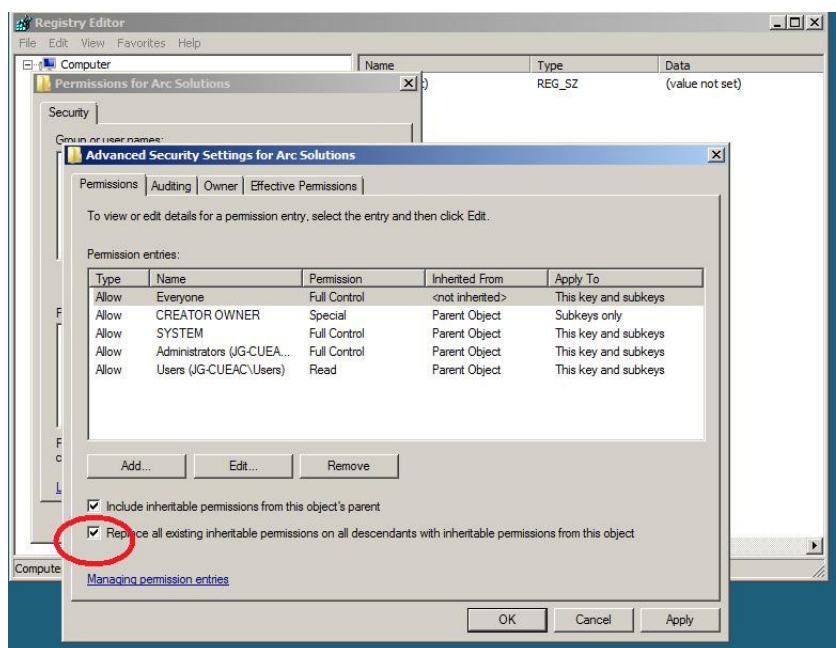 Registry Editor
File Edit View Favorites Help
Computer
Name Type Data
REG_SZ (value not set)
Permissions for Arc Solutions
Security
Group or user names:
Advanced Security Settings for Arc Solutions
Permissions Auditing Owner Effective Permissions
To view or edit details for a permission entry, select the entry and then click Edit.
Permission entries:
Type Name Permission Inherited From Apply To
Allow Everyone Full Control <not inherited> This key and subkeys
Allow CREATOR OWNER Special Parent Object Subkeys only
Allow SYSTEM Full Control Parent Object This key and subkeys
Allow Administrators (JG-CUEA... Full Control Parent Object This key and subkeys
Allow Users (JG-CUEAC\Users) Read Parent Object This key and subkeys
Add... Edit... Remove
Include inheritable permissions from this object's parent
Replace all existing inheritable permissions on all descendants with inheritable permissions from this object
Compute
Managing permission entries
OK Cancel Apply